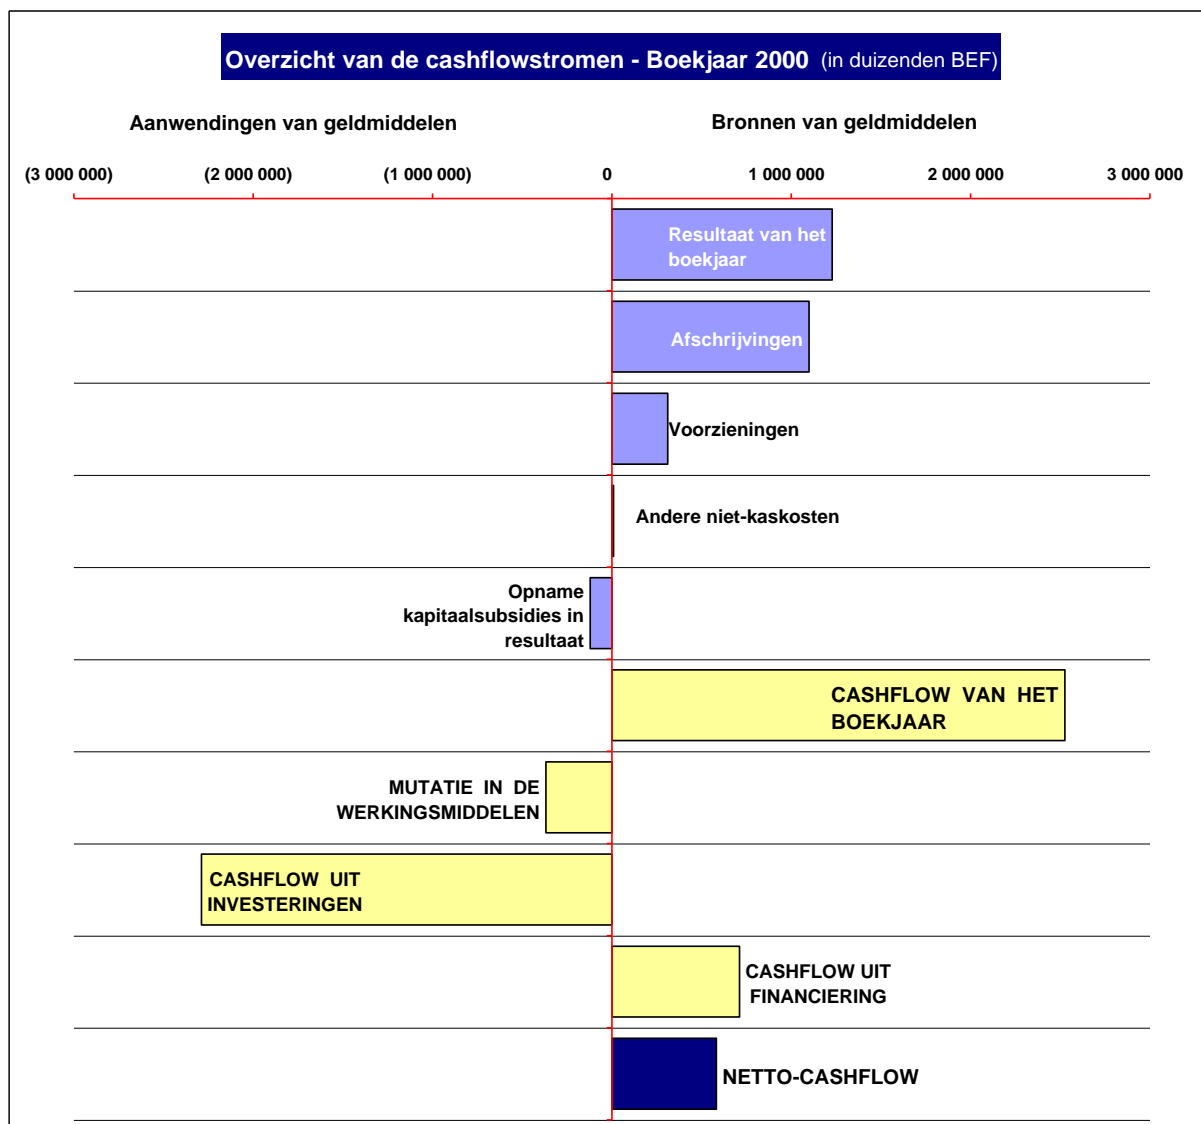 Overzicht van de cashflowstromen - Boekjaar 2000 (in duizenden BEF)
Aanwendingen van geldmiddelen
Bronnen van geldmiddelen
(3 000 000) (2 000 000) (1 000 000) 0 1 000 000 2 000 000 3 000 000
Resultaat van het
boekjaar
Afschrijvingen
Voorzieningen
Andere niet-kaskosten
Opname
kapitaalsubsidies in
resultaat
CASHFLOW VAN HET
BOEKJAAR
MUTATIE IN DE
WERKINGSMIDDELEN
CASHFLOW UIT
INVESTERINGEN
CASHFLOW UIT
FINANCIERING
NETTO-CASHFLOW